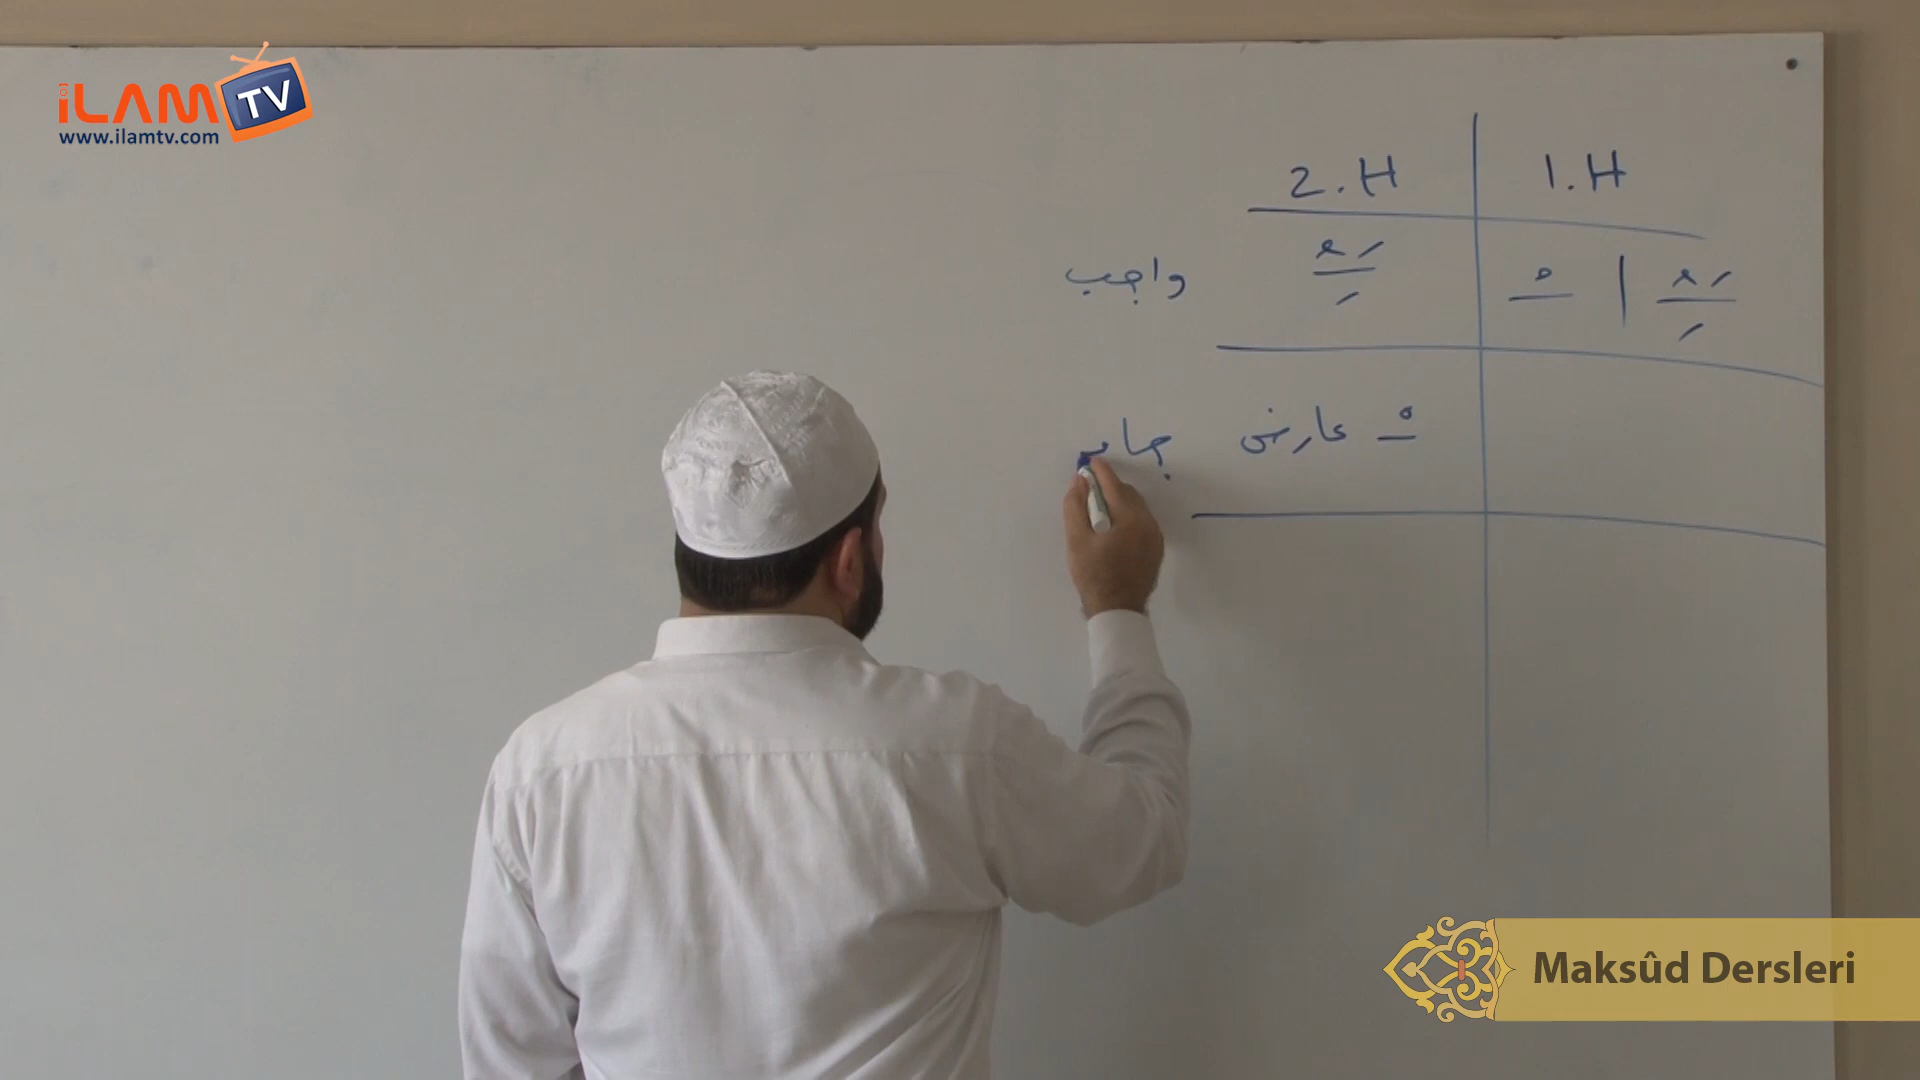 iLAM TV
www.ilamtv.com
1.H 2.H
واجب
عارض
Maksûd Dersleri